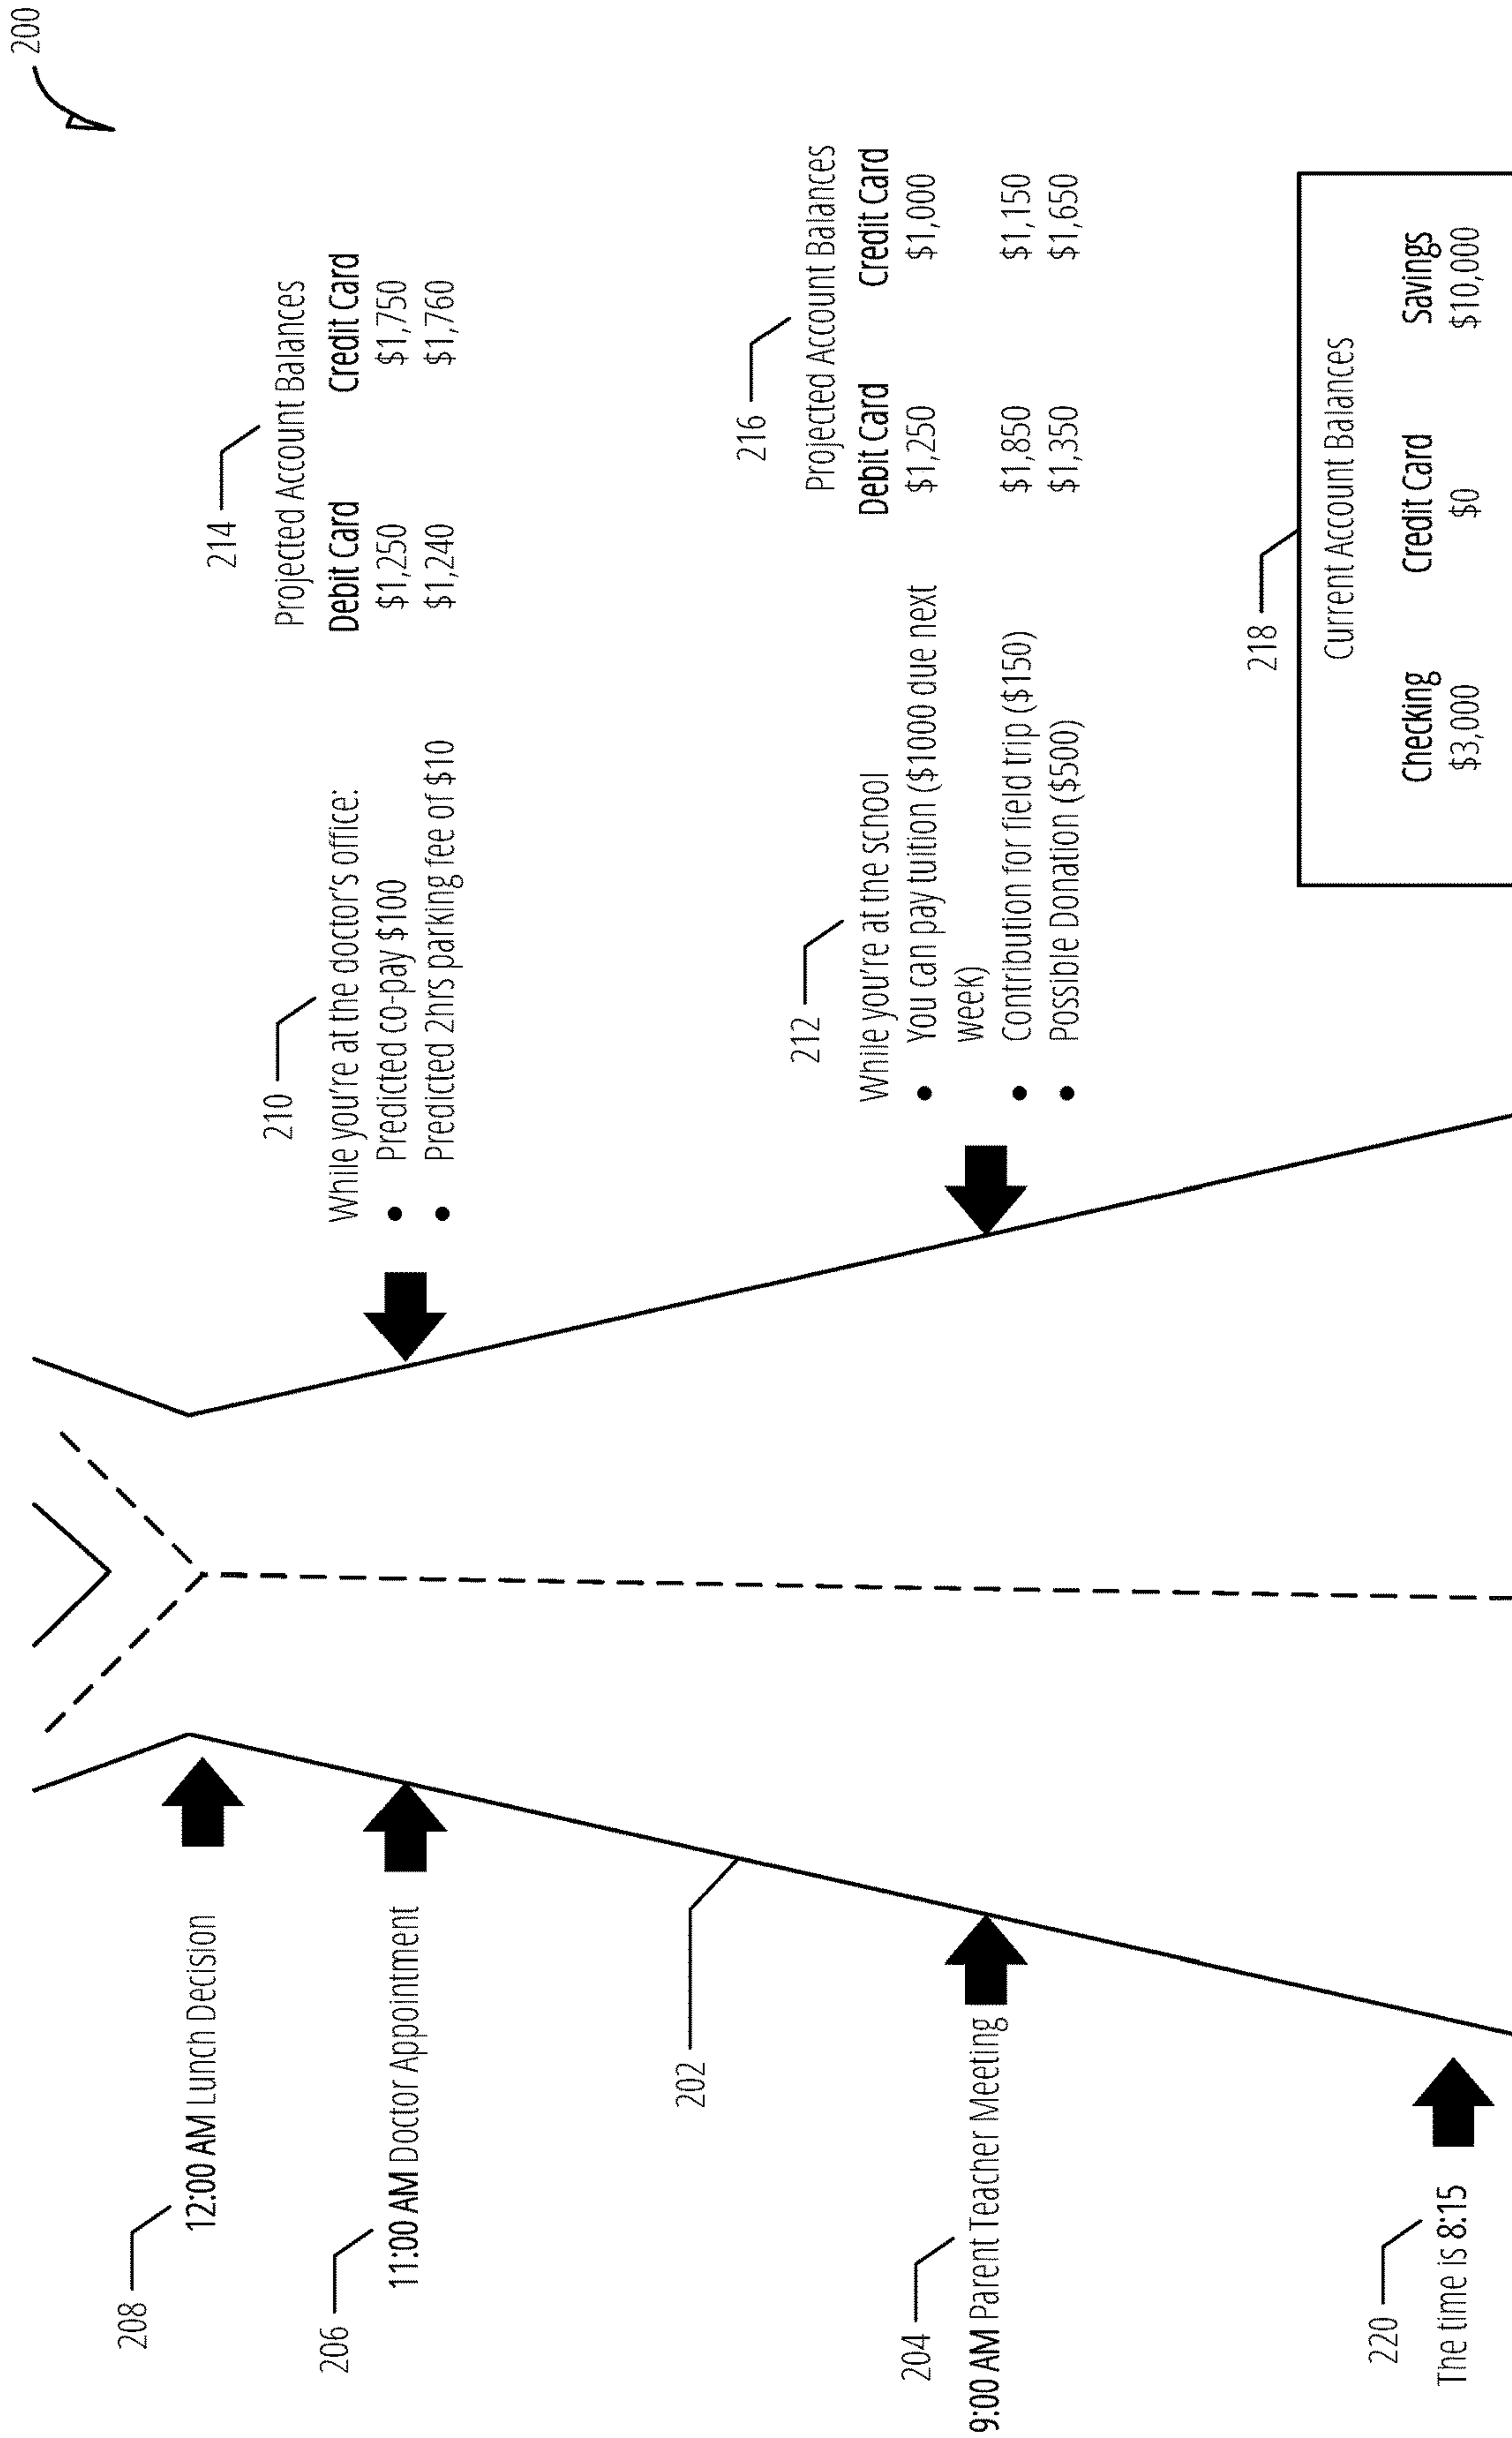 200
208
12:00 AM Lunch Decision
206
11:00 AM Doctor Appointment
210
While you're at the doctor's office:
• Predicted co-pay $100
• Predicted 2hrs parking fee of $10
214
Projected Account Balances
Debit Card Credit Card
$1,250 $1,750
$1,240 $1,760
202
204
9:00 AM Parent Teacher Meeting
212
While you're at the school
• You can pay tuition ($1000 due next
week)
• Contribution for field trip ($150)
• Possible Donation ($500)
216
Projected Account Balances
Debit Card Credit Card
$1,250 $1,000
$1,850 $1,150
$1,350 $1,650
220
The time is 8:15
218
Current Account Balances
Checking Credit Card Savings
$3,000 $0 $10,000